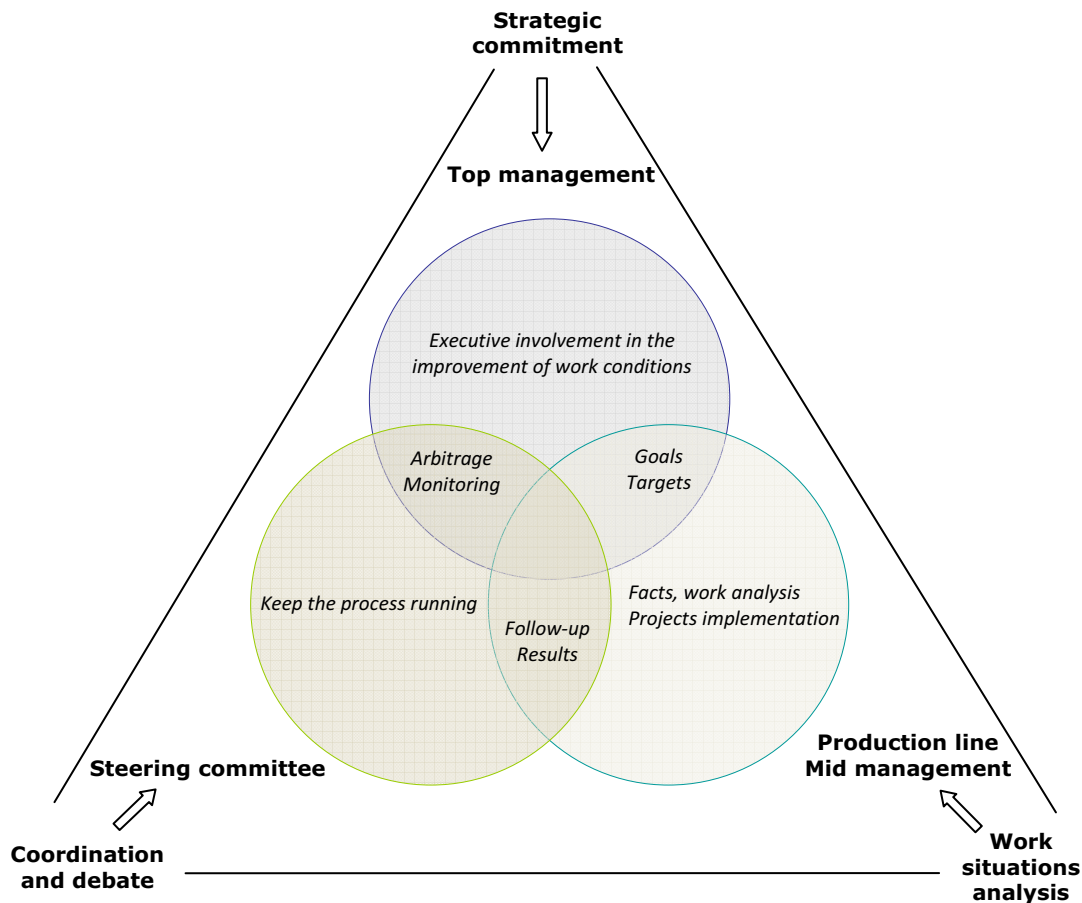 Strategic
commitment
Top management
Executive involvement in the
improvement of work conditions
Arbitrage
Monitoring
Goals
Targets
Keep the process running
Facts, work analysis
Projects implementation
Follow-up
Results
Steering committee
Production line
Mid management
Coordination
and debate
Work
situations
analysis